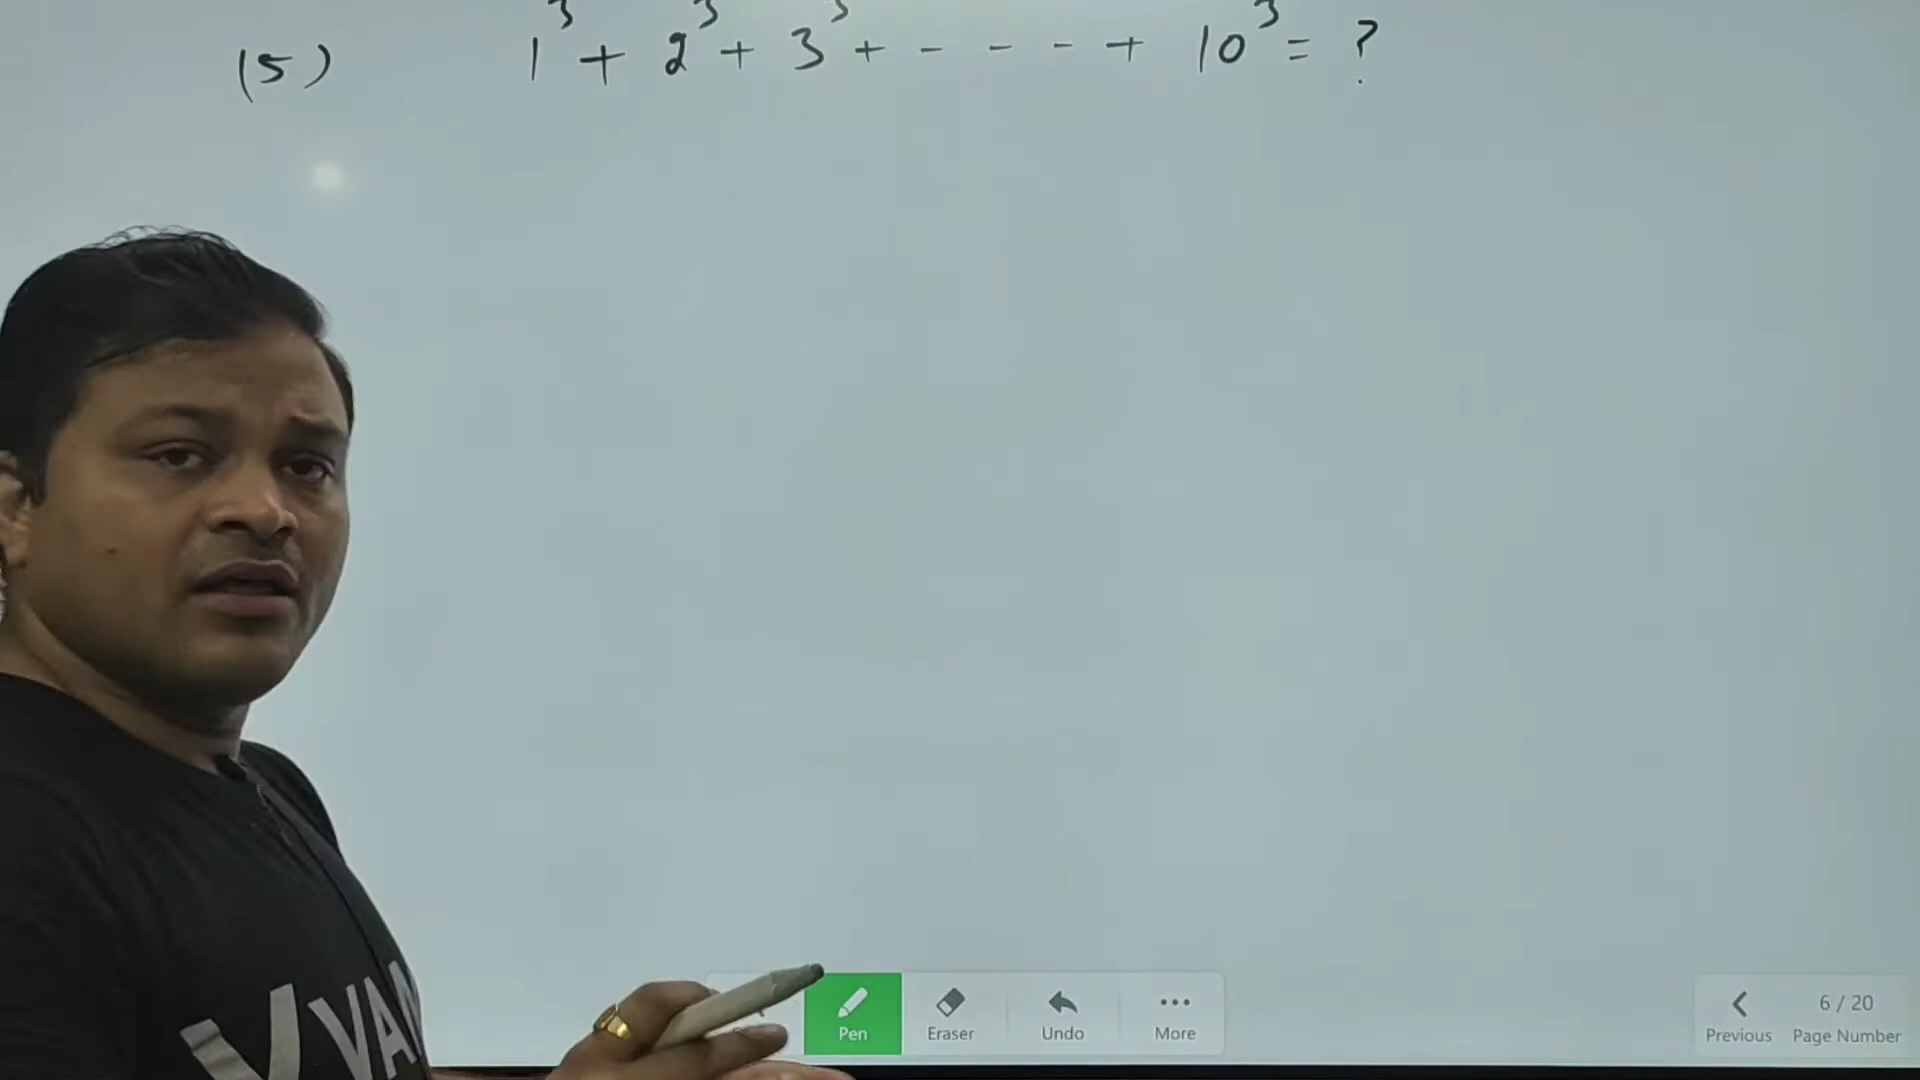 (5) 1³ + 2³ + 3³ + - - - + 10³ = ?
Pen Eraser Undo More
6 / 20
Previous Page Number